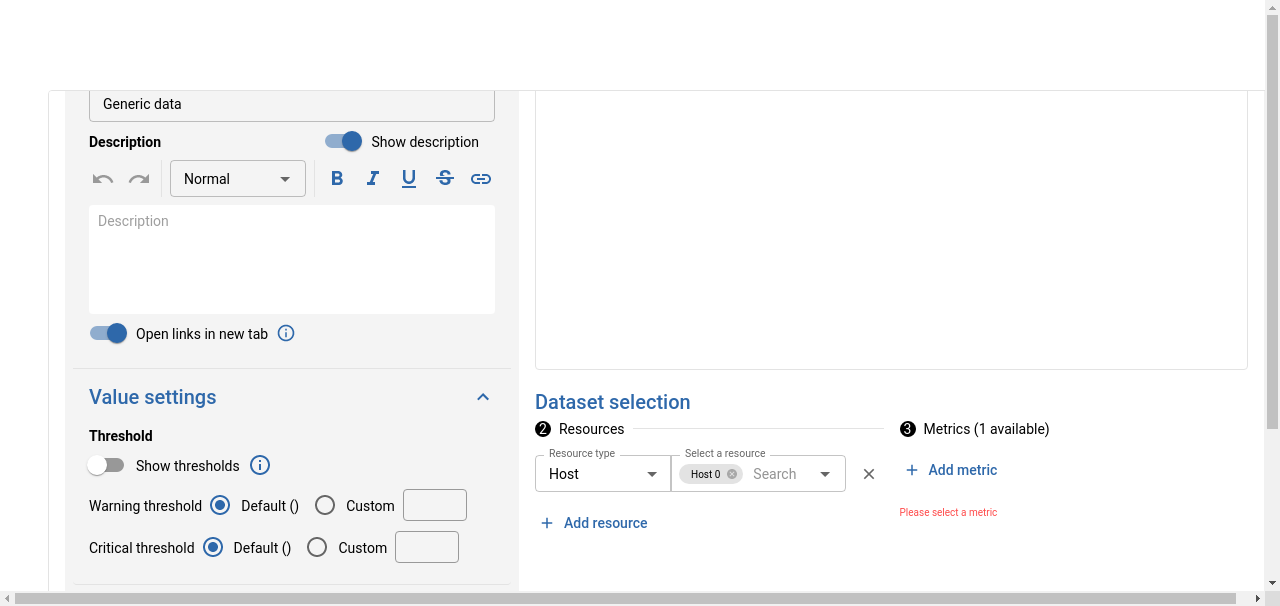 Generic data
Description
Show description
Normal
B I U S
Description
Open links in new tab
Value settings
Threshold
Show thresholds
Warning threshold Default () Custom
Critical threshold Default () Custom
Dataset selection
2 Resources
Resource type
Host
Select a resource
Host 0 Search
Add resource
3 Metrics (1 available)
Add metric
Please select a metric